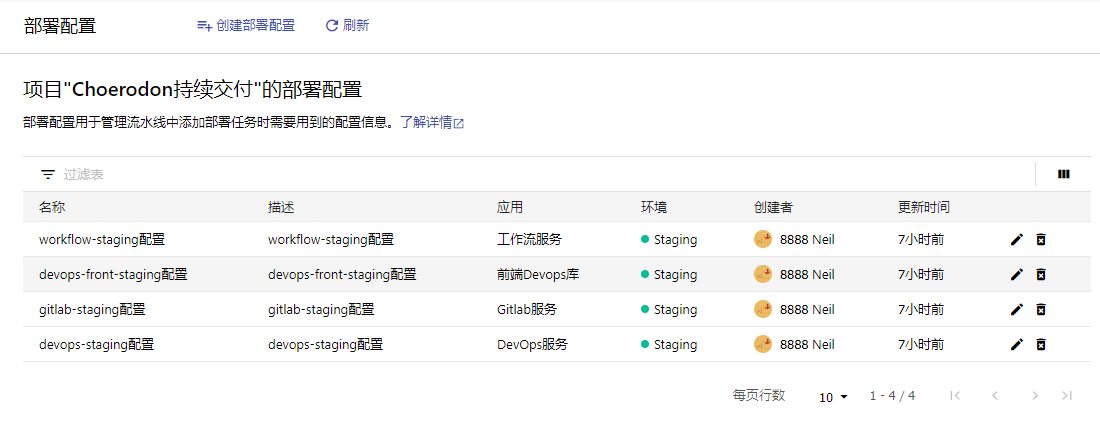 部署配置 创建部署配置 刷新
项目"Choerodon持续交付"的部署配置
部署配置用于管理流水线中添加部署任务时需要用到的配置信息。了解详情
过滤表
名称 描述 应用 环境 创建者 更新时间
workflow-staging配置 workflow-staging配置 工作流服务 Staging 8888 Neil 7小时前
devops-front-staging配置 devops-front-staging配置 前端Devops库 Staging 8888 Neil 7小时前
gitlab-staging配置 gitlab-staging配置 Gitlab服务 Staging 8888 Neil 7小时前
devops-staging配置 devops-staging配置 DevOps服务 Staging 8888 Neil 7小时前
每页行数 10 1 - 4 / 4